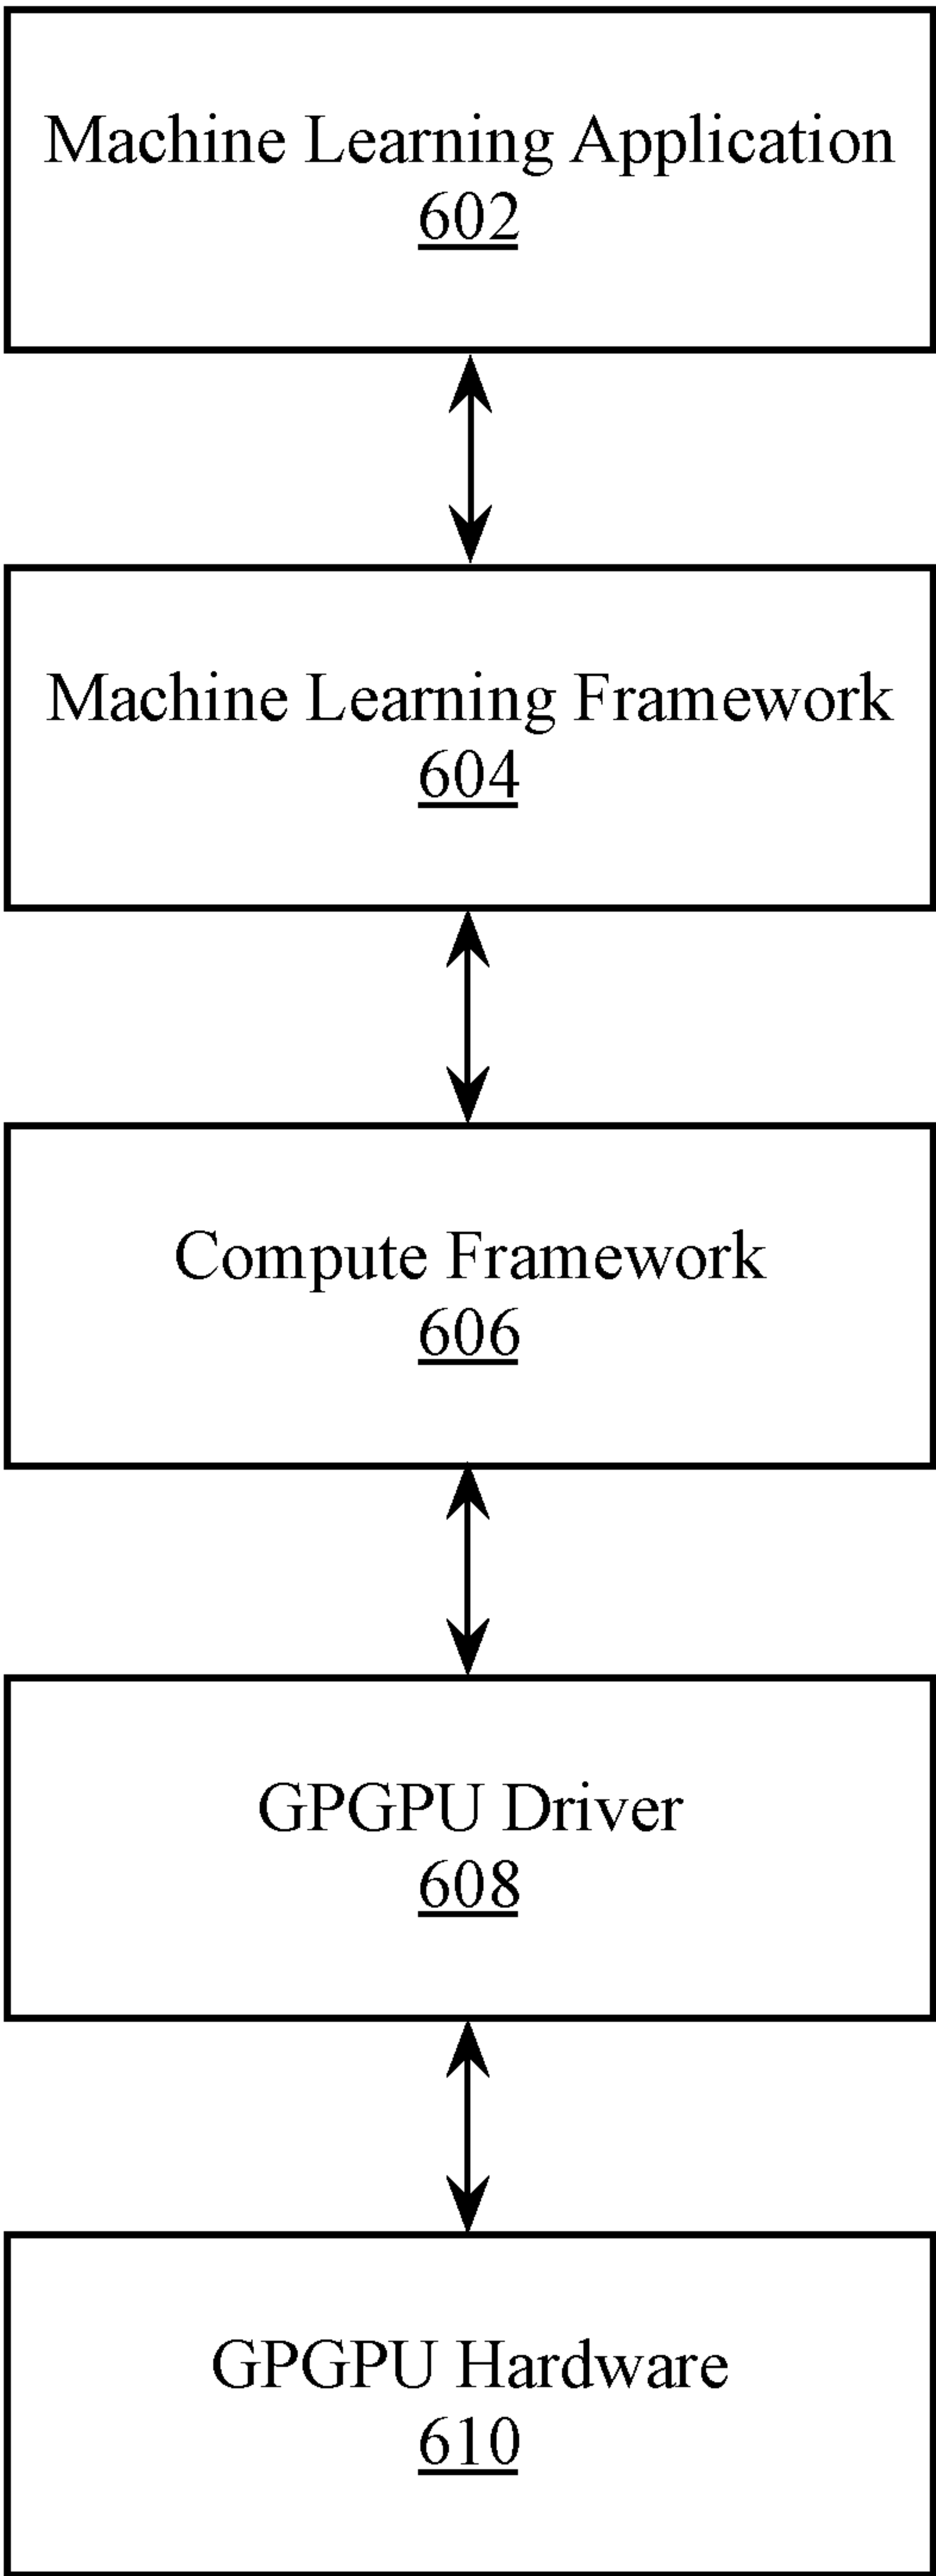 Machine Learning Application
602
Machine Learning Framework
604
Compute Framework
606
GPGPU Driver
608
GPGPU Hardware
610